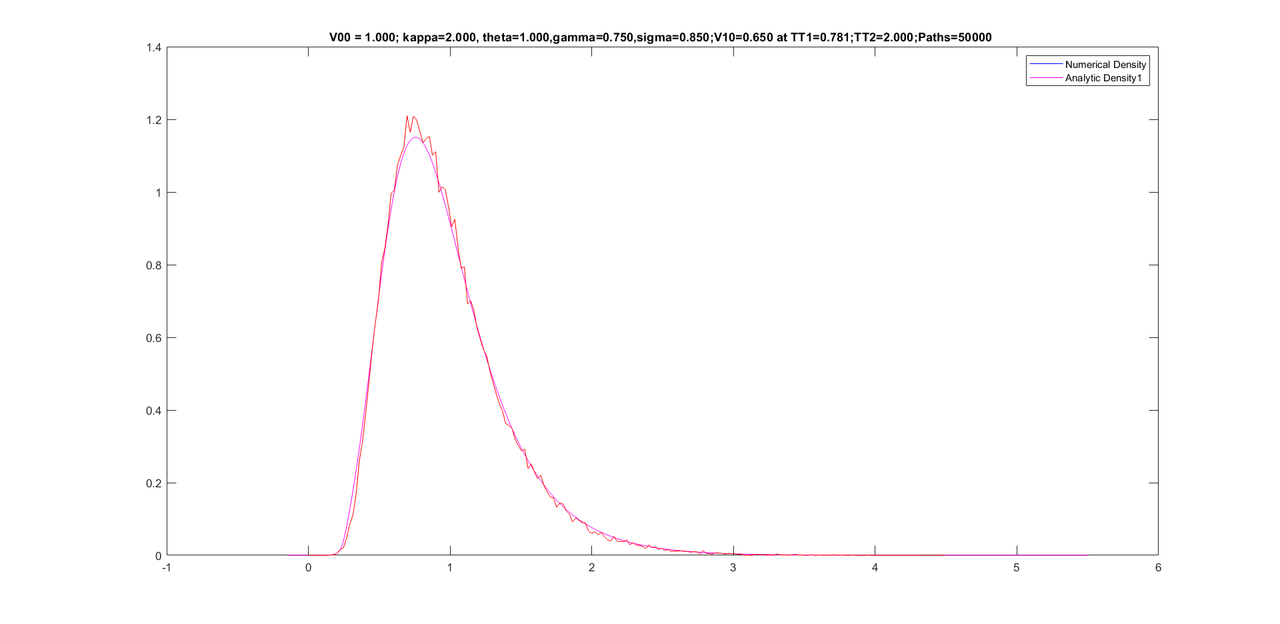 V00 = 1.000; kappa=2.000, theta=1.000,gamma=0.750,sigma=0.850;V10=0.650 at TT1=0.781;TT2=2.000;Paths=50000
1.4
Numerical Density
Analytic Density1
1.2
1
0.8
0.6
0.4
0.2
0
-1 0 1 2 3 4 5 6